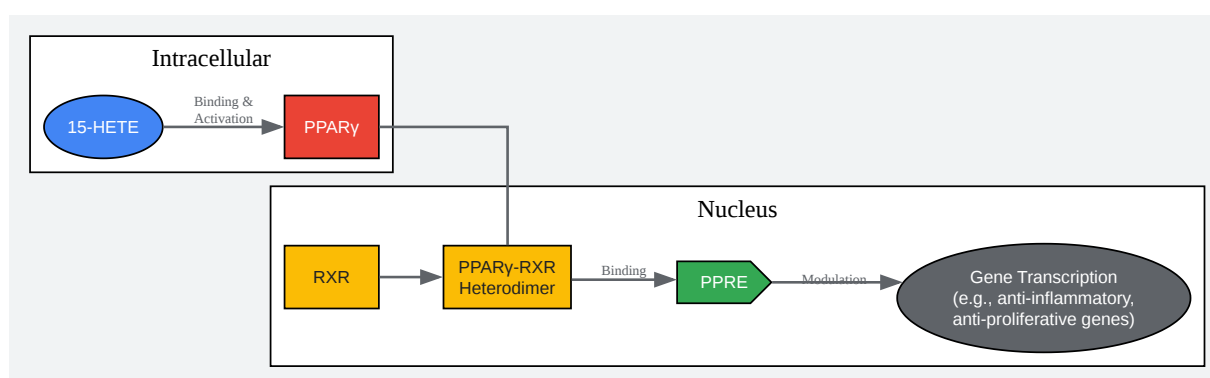 Intracellular
15-HETE
Binding &
Activation
PPARγ
Nucleus
RXR
PPARγ-RXR
Heterodimer
Binding
PPRE
Modulation
Gene Transcription
(e.g., anti-inflammatory,
anti-proliferative genes)